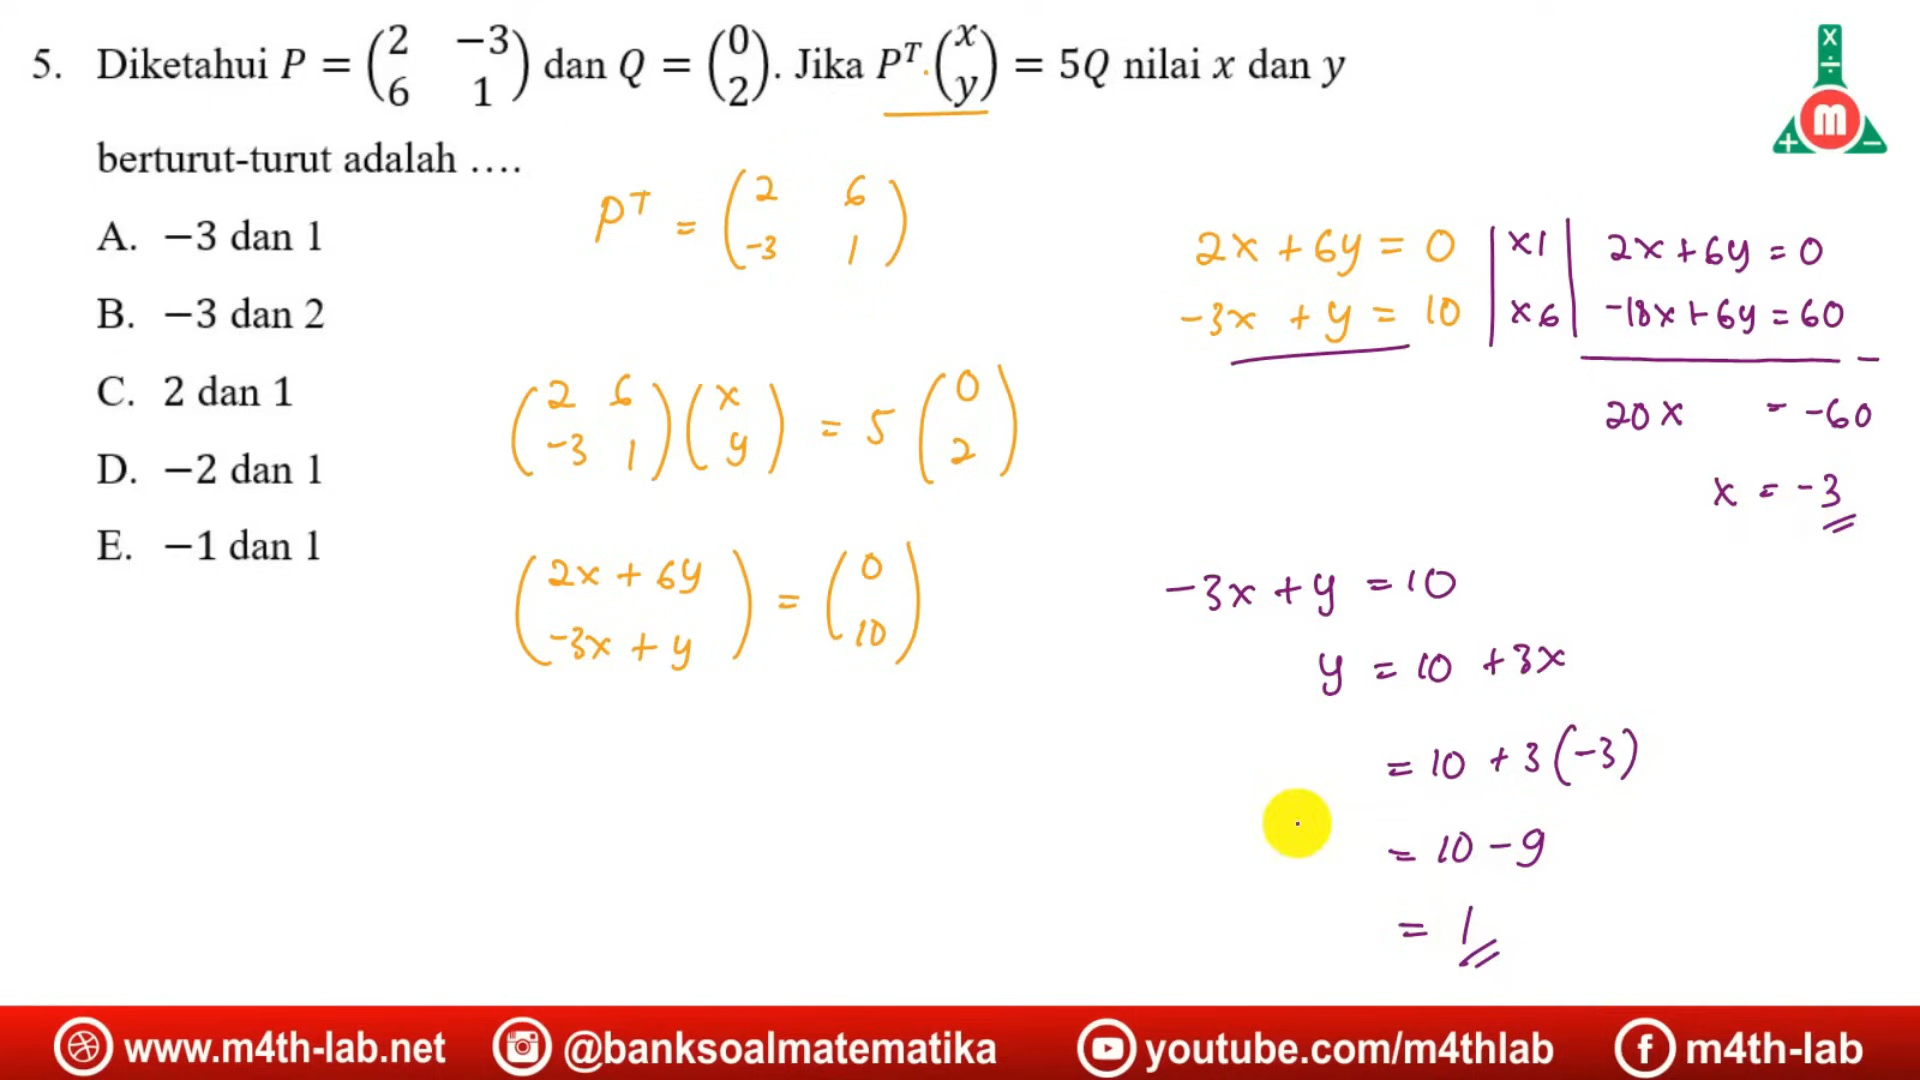 5. Diketahui P = (2 −3
6 1) dan Q = (0
2). Jika Pᵀ.(x
y) = 5Q nilai x dan y
berturut-turut adalah ....
A. −3 dan 1
B. −3 dan 2
C. 2 dan 1
D. −2 dan 1
E. −1 dan 1
Pᵀ = (2 6
-3 1)
(2 6
-3 1)(x
y) = 5(0
2)
(2x + 6y
-3x + y) = (0
10)
2x + 6y = 0 | x1 | 2x + 6y = 0
-3x + y = 10 | x6 | -18x + 6y = 60
−
20x = -60
x = -3
-3x + y = 10
y = 10 + 3x
= 10 + 3(-3)
= 10 - 9
= 1
x
÷
m
+ −
www.m4th-lab.net @banksoalmatematika youtube.com/m4thlab f m4th-lab